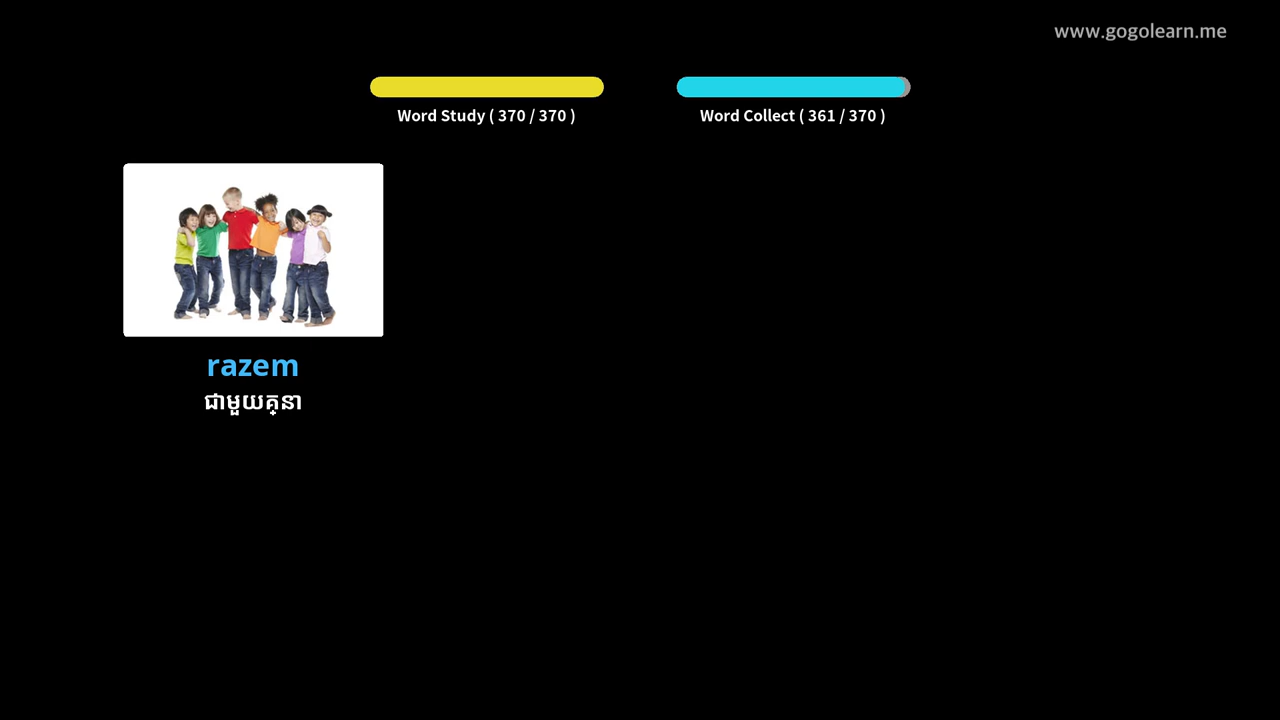 www.gogolearn.me
Word Study ( 370 / 370 )
Word Collect ( 361 / 370 )
razem
ជាមួយគ្នា